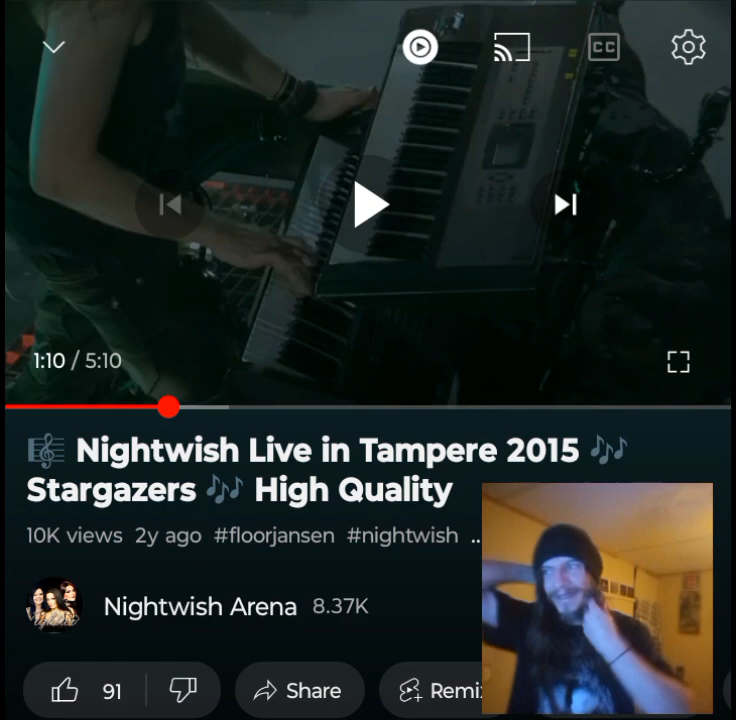 CC
1:10 / 5:10
🎼 Nightwish Live in Tampere 2015 🎶
Stargazers 🎶 High Quality
10K views 2y ago #floorjansen #nightwish ..
Nightwish Arena 8.37K
91 Share Remi